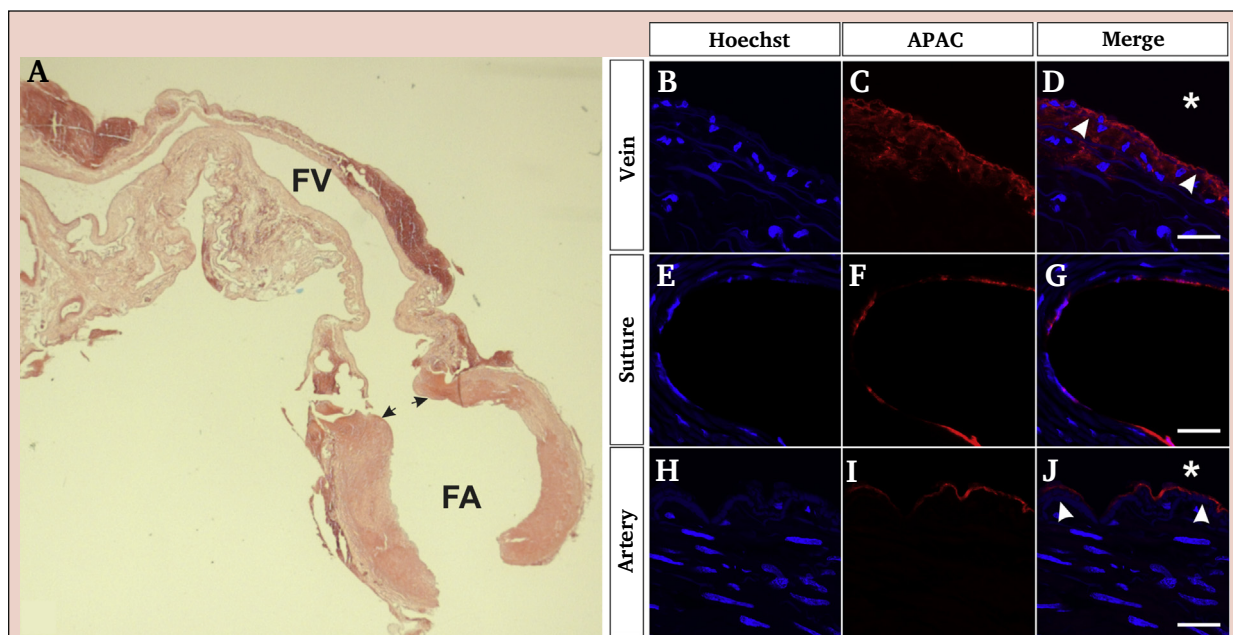 Hoechst APAC Merge
A
B C D
*
FV
Vein
E F G
Suture
H I J
*
FA
Artery